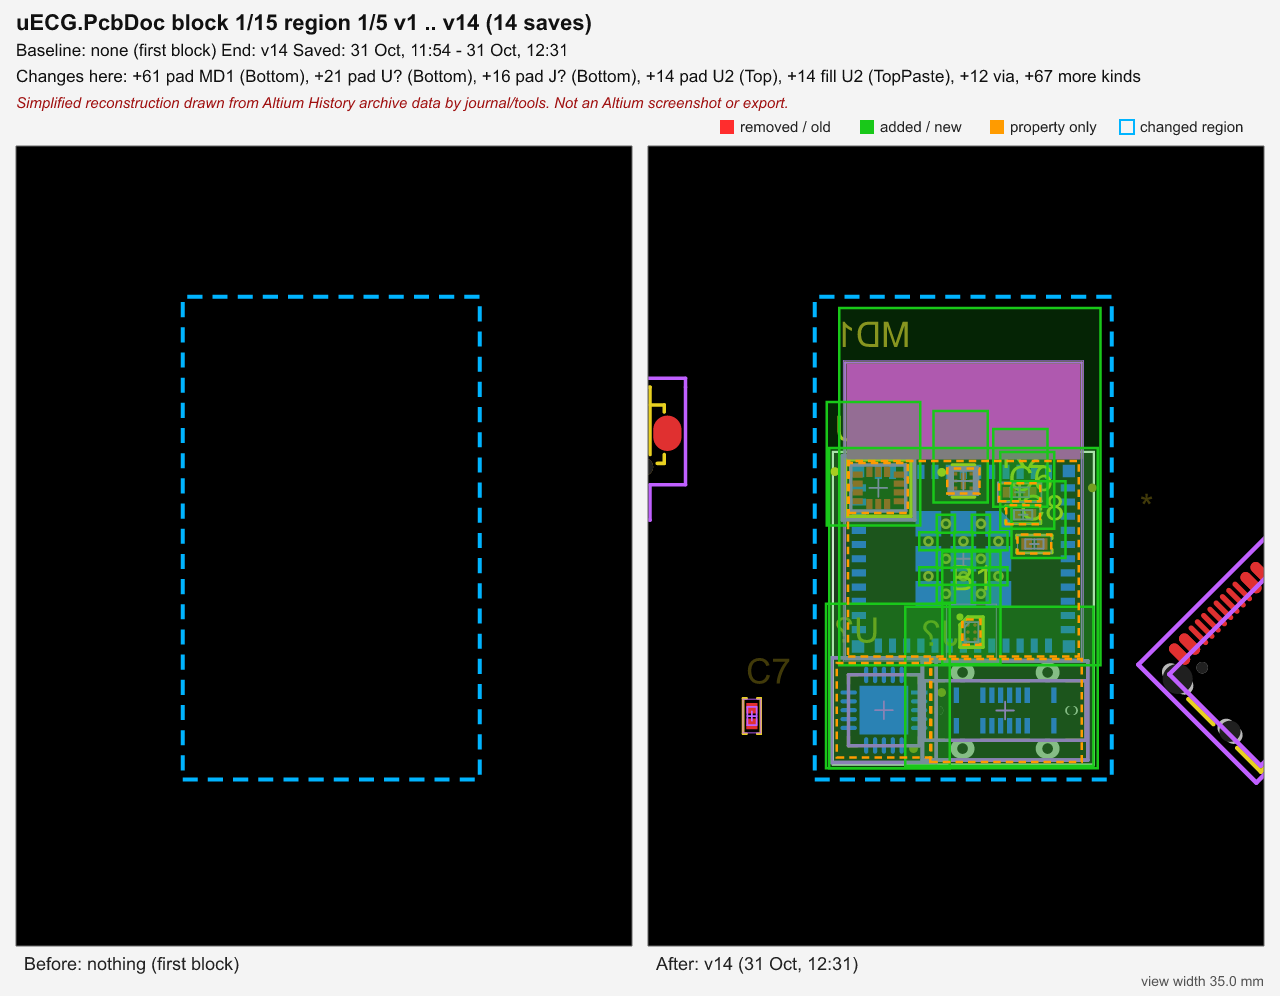 uECG.PcbDoc block 1/15 region 1/5 v1 .. v14 (14 saves)
Baseline: none (first block) End: v14 Saved: 31 Oct, 11:54 - 31 Oct, 12:31
Changes here: +61 pad MD1 (Bottom), +21 pad U? (Bottom), +16 pad J? (Bottom), +14 pad U2 (Top), +14 fill U2 (TopPaste), +12 via, +67 more kinds
Simplified reconstruction drawn from Altium History archive data by journal/tools. Not an Altium screenshot or export.
removed / old
added / new
property only
changed region
MD1
*
U? U?
C7
Before: nothing (first block)
After: v14 (31 Oct, 12:31)
view width 35.0 mm